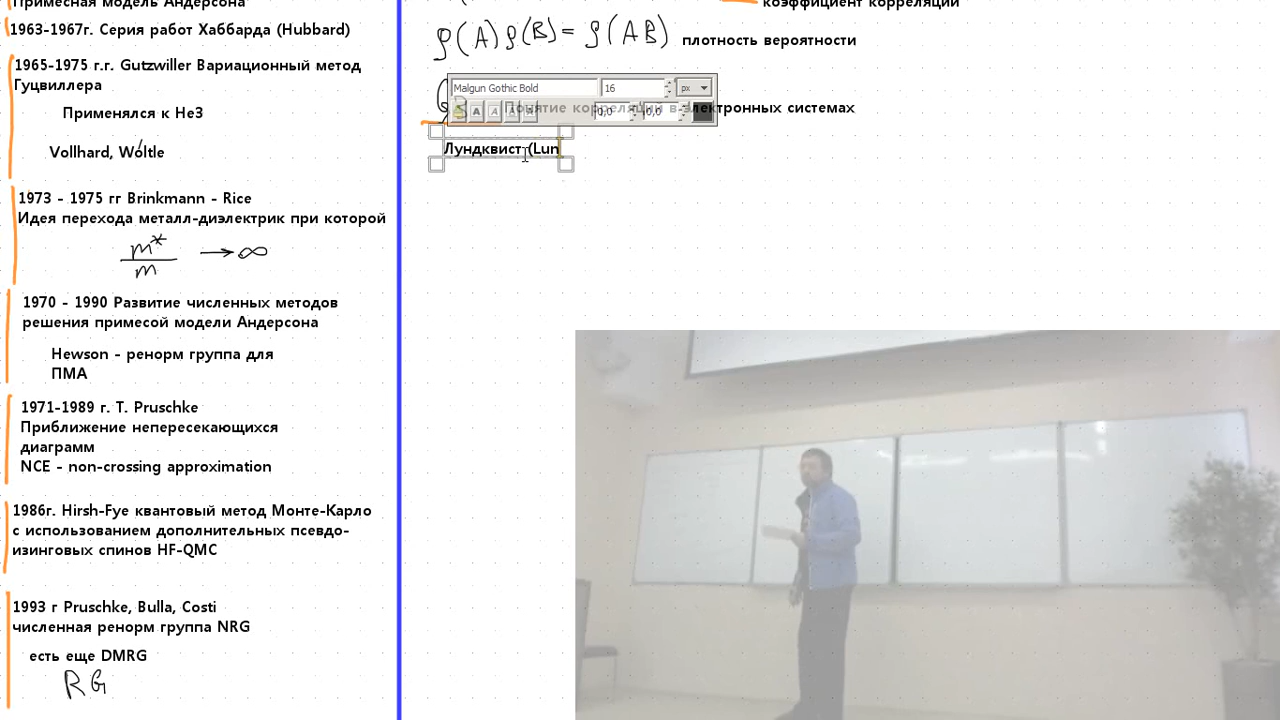 Примесная модель Андерсона
1963-1967г. Серия работ Хаббарда (Hubbard)
1965-1975 г.г. Gutzwiller Вариационный метод
Гуцвиллера
Применялся к He3
Vollhard, Woltle
1973 - 1975 гг Brinkmann - Rice
Идея перехода металл-диэлектрик при которой
m*
m → ∞
1970 - 1990 Развитие численных методов
решения примесой модели Андерсона
Hewson - ренорм группа для
ПМА
1971-1989 г. T. Pruschke
Приближение непересекающихся
диаграмм
NCE - non-crossing approximation
1986г. Hirsh-Fye квантовый метод Монте-Карло
с использованием дополнительных псевдо-
изинговых спинов HF-QMC
1993 г Pruschke, Bulla, Costi
численная ренорм группа NRG
есть еще DMRG
RG
коэффициент корреляции
ρ(A) ρ(B) = ρ(AB) плотность вероятности
Malgun Gothic Bold 16 px
Понятие корреляции в электронных системах
0,0 0,0
Лундквист (Lun